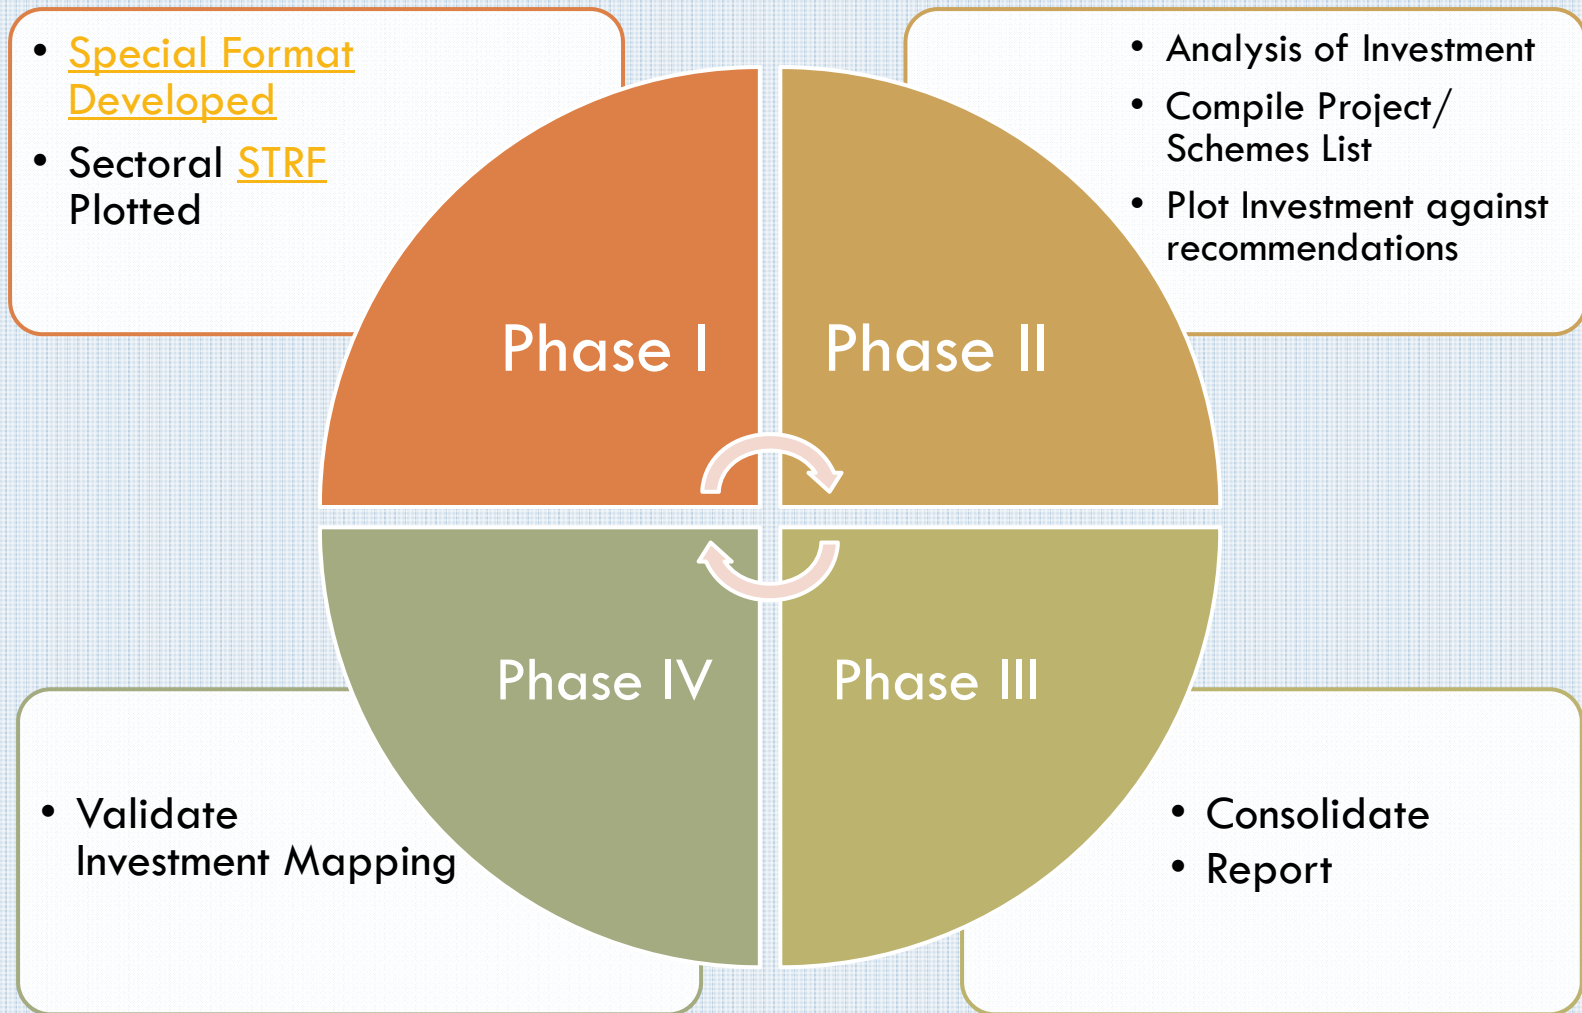 • Special Format
Developed
• Sectoral STRF
Plotted
• Analysis of Investment
• Compile Project/
Schemes List
• Plot Investment against
recommendations
Phase I
Phase II
Phase IV
Phase III
• Validate
Investment Mapping
• Consolidate
• Report